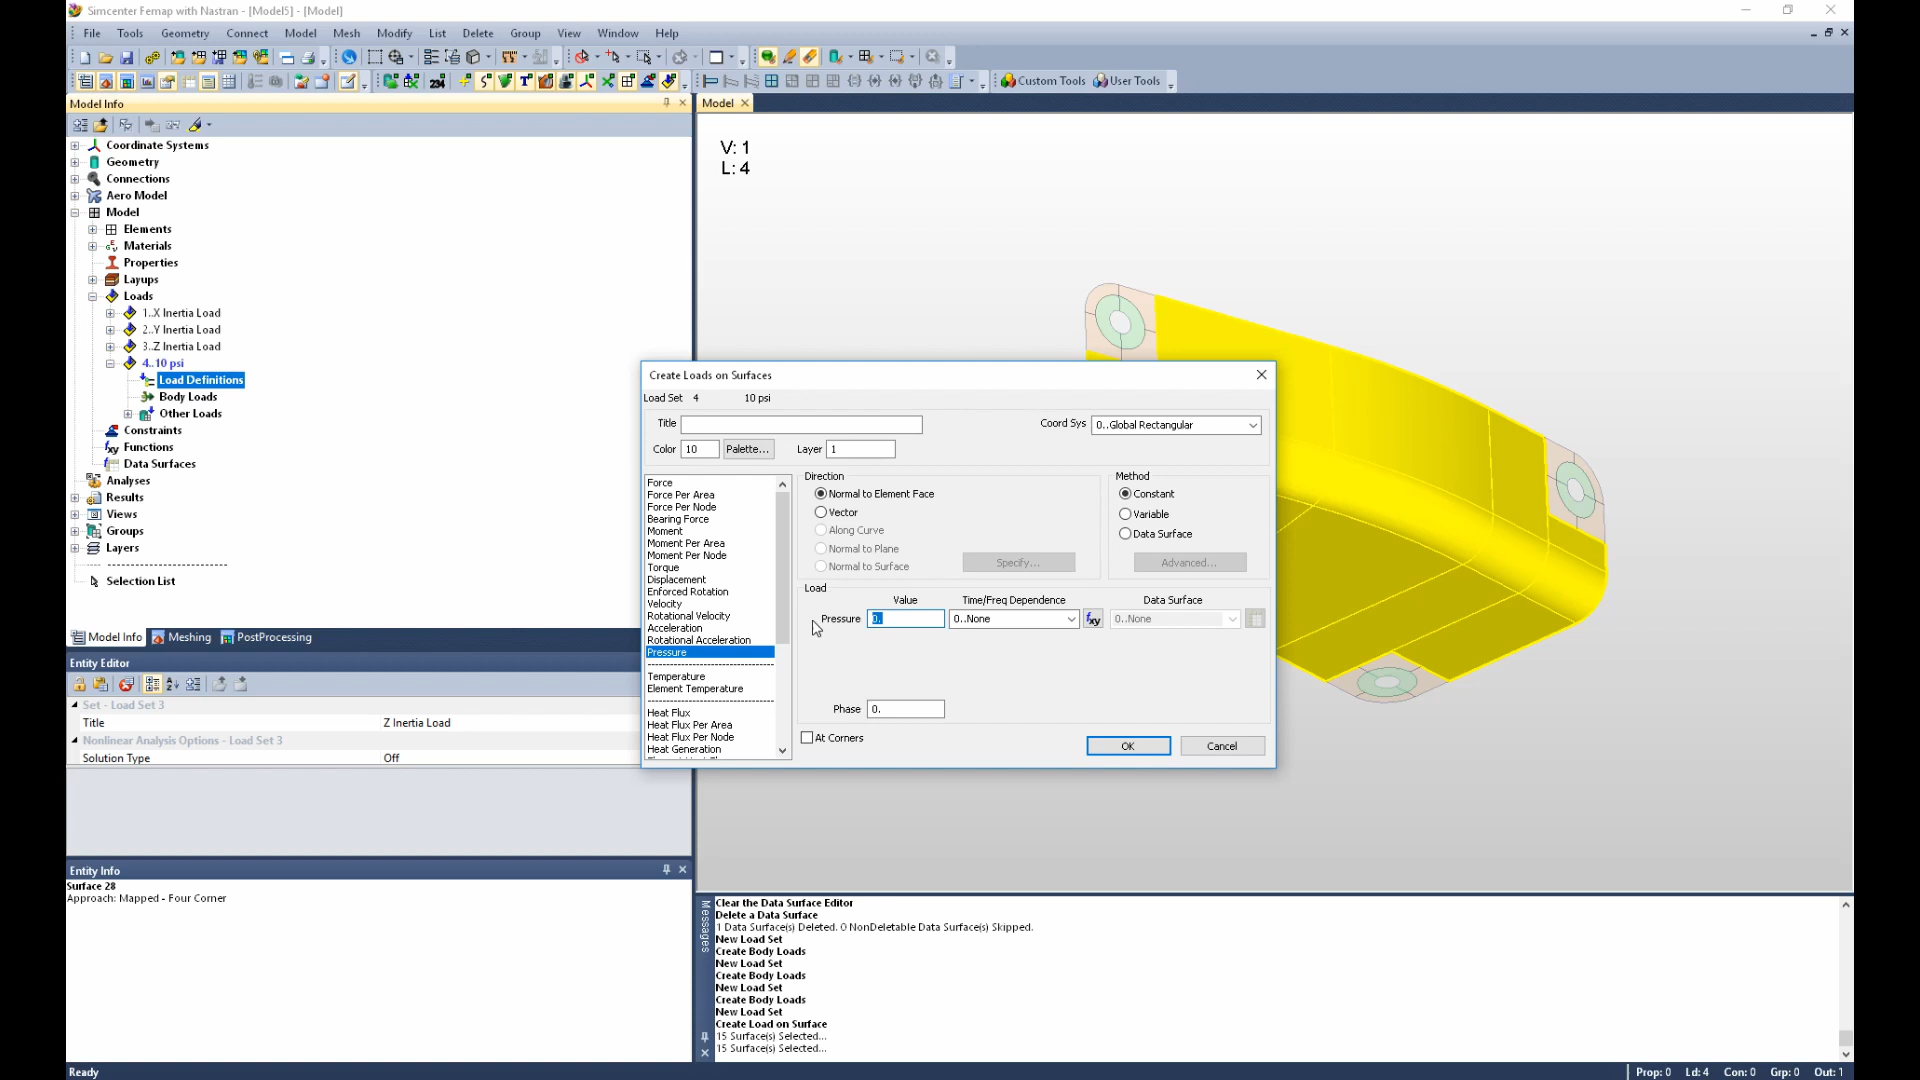 Simcenter Femap with Nastran - [Model5] - [Model]
File Tools Geometry Connect Model Mesh Modify List Delete Group View Window Help
Custom Tools User Tools
Model Info
Coordinate Systems
Geometry
Connections
Aero Model
Model
Elements
Materials
Properties
Layups
Loads
1..X Inertia Load
2..Y Inertia Load
3..Z Inertia Load
4..10 psi
Load Definitions
Body Loads
Other Loads
Constraints
Functions
Data Surfaces
Analyses
Results
Views
Groups
Layers
Selection List
Model Info Meshing PostProcessing
Entity Editor
Set - Load Set 3
Title Z Inertia Load
Nonlinear Analysis Options - Load Set 3
Solution Type Off
Entity Info
Surface 28
Approach: Mapped - Four Corner
Model
V: 1
L: 4
Create Loads on Surfaces
Load Set 4 10 psi
Title Coord Sys 0..Global Rectangular
Color 10 Palette... Layer 1
Force
Force Per Area
Force Per Node
Bearing Force
Moment
Moment Per Area
Moment Per Node
Torque
Displacement
Enforced Rotation
Velocity
Rotational Velocity
Acceleration
Rotational Acceleration
Pressure
Temperature
Element Temperature
Heat Flux
Heat Flux Per Area
Heat Flux Per Node
Heat Generation
Direction
Normal to Element Face
Vector
Along Curve
Normal to Plane
Normal to Surface
Specify...
Method
Constant
Variable
Data Surface
Advanced...
Load
Value Time/Freq Dependence Data Surface
Pressure 0. 0..None 0..None
Phase 0.
At Corners
OK Cancel
Messages
Clear the Data Surface Editor
Delete a Data Surface
1 Data Surface(s) Deleted. 0 NonDeletable Data Surface(s) Skipped.
New Load Set
Create Body Loads
New Load Set
Create Body Loads
New Load Set
Create Body Loads
New Load Set
Create Load on Surface
15 Surface(s) Selected...
15 Surface(s) Selected...
Ready Prop: 0 Ld: 4 Con: 0 Grp: 0 Out: 1